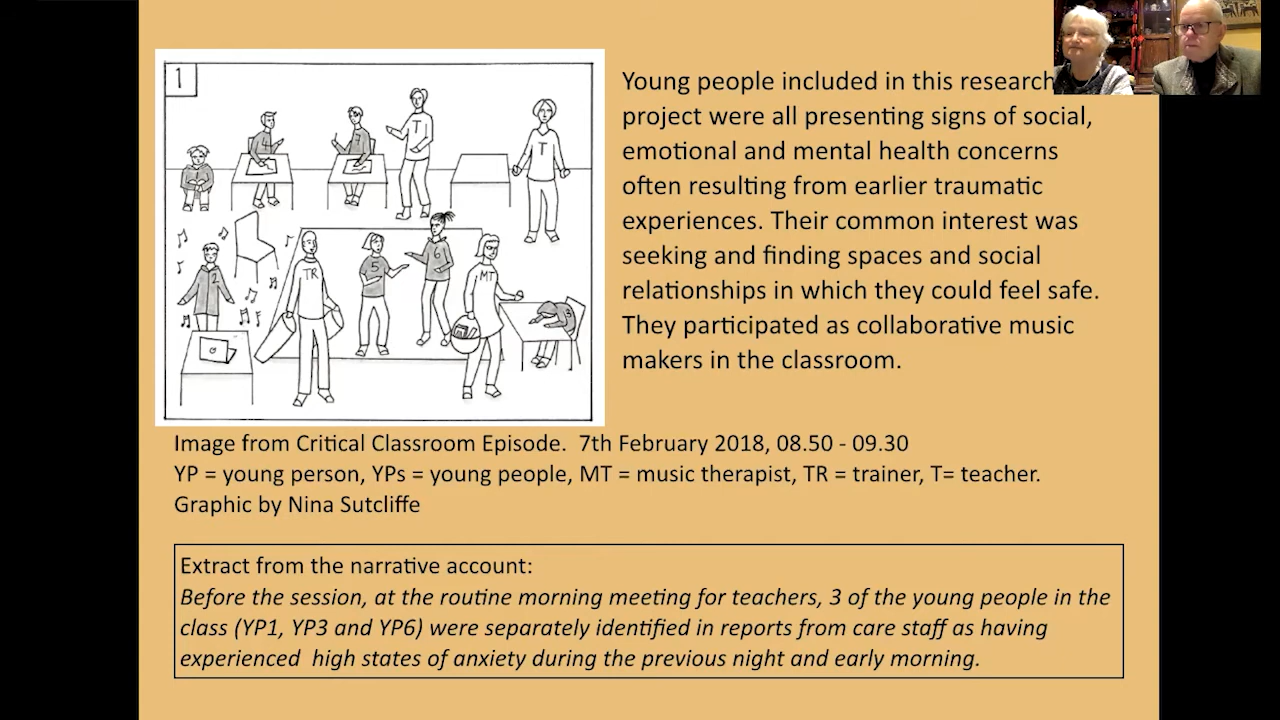 1
T
T
TR
5
6
MT
2
3
Young people included in this research
project were all presenting signs of social,
emotional and mental health concerns
often resulting from earlier traumatic
experiences. Their common interest was
seeking and finding spaces and social
relationships in which they could feel safe.
They participated as collaborative music
makers in the classroom.
Image from Critical Classroom Episode.  7th February 2018, 08.50 - 09.30
YP = young person, YPs = young people, MT = music therapist, TR = trainer, T= teacher.
Graphic by Nina Sutcliffe
Extract from the narrative account:
Before the session, at the routine morning meeting for teachers, 3 of the young people in the
class (YP1, YP3 and YP6) were separately identified in reports from care staff as having
experienced  high states of anxiety during the previous night and early morning.